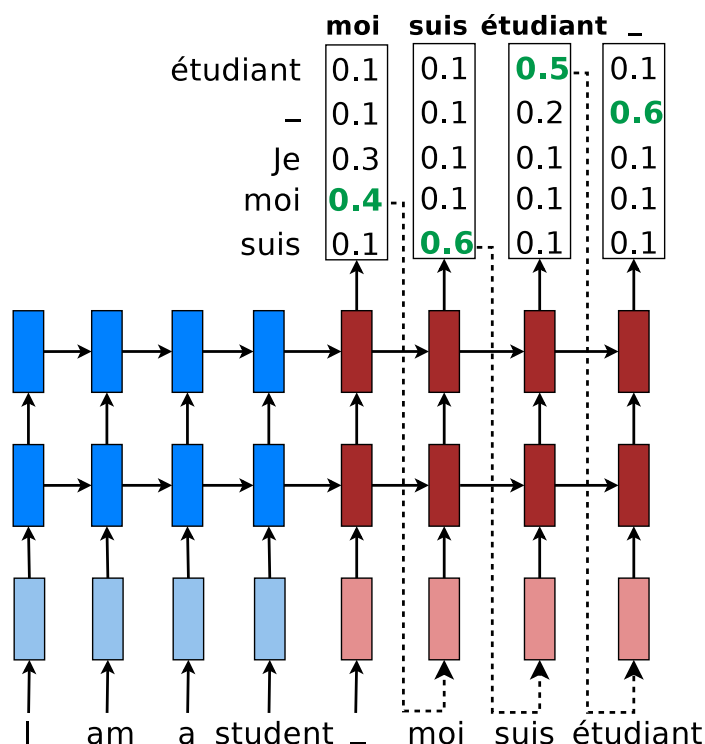 moi suis étudiant _
étudiant 0.1 0.1 0.5 0.1
_ 0.1 0.1 0.2 0.6
Je 0.3 0.1 0.1 0.1
moi 0.4 0.1 0.1 0.1
suis 0.1 0.6 0.1 0.1
I am a student _ moi suis étudiant